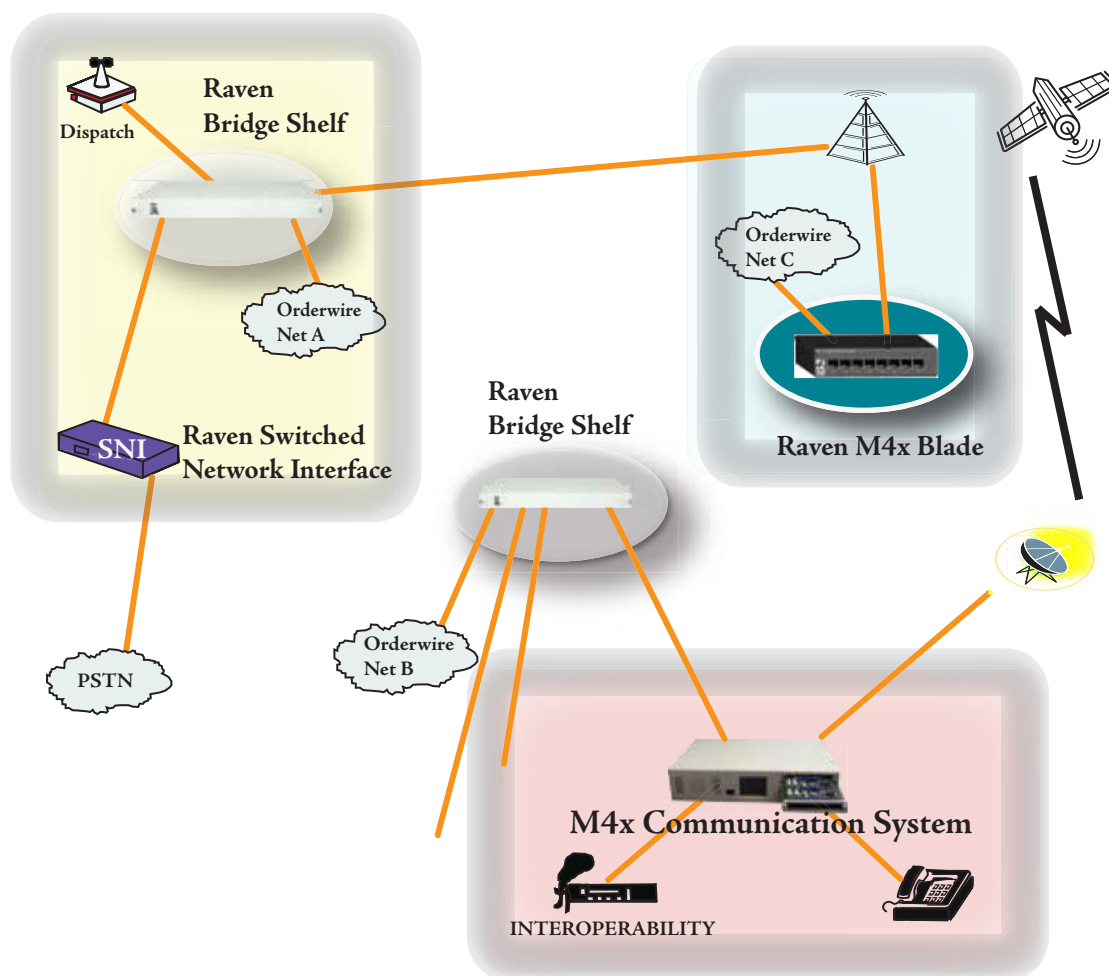 Raven
Bridge Shelf
Dispatch
Orderwire
Net A
SNI
Raven Switched
Network Interface
PSTN
Orderwire
Net C
Raven M4x Blade
Raven
Bridge Shelf
Orderwire
Net B
M4x Communication System
INTEROPERABILITY